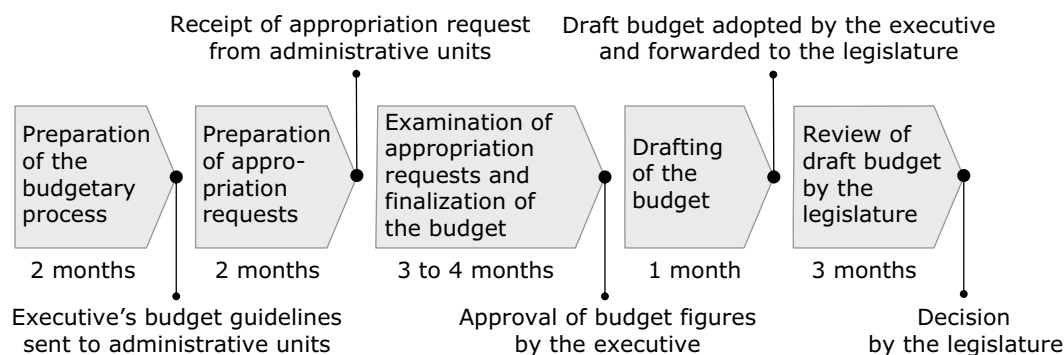 Receipt of appropriation request
from administrative units
Draft budget adopted by the executive
and forwarded to the legislature
Preparation
of the
budgetary
process
Preparation
of appro-
priation
requests
Examination of
appropriation
requests and
finalization of
the budget
Drafting
of the
budget
Review of
draft budget
by the
legislature
2 months
2 months
3 to 4 months
1 month
3 months
Executive’s budget guidelines
sent to administrative units
Approval of budget figures
by the executive
Decision
by the legislature